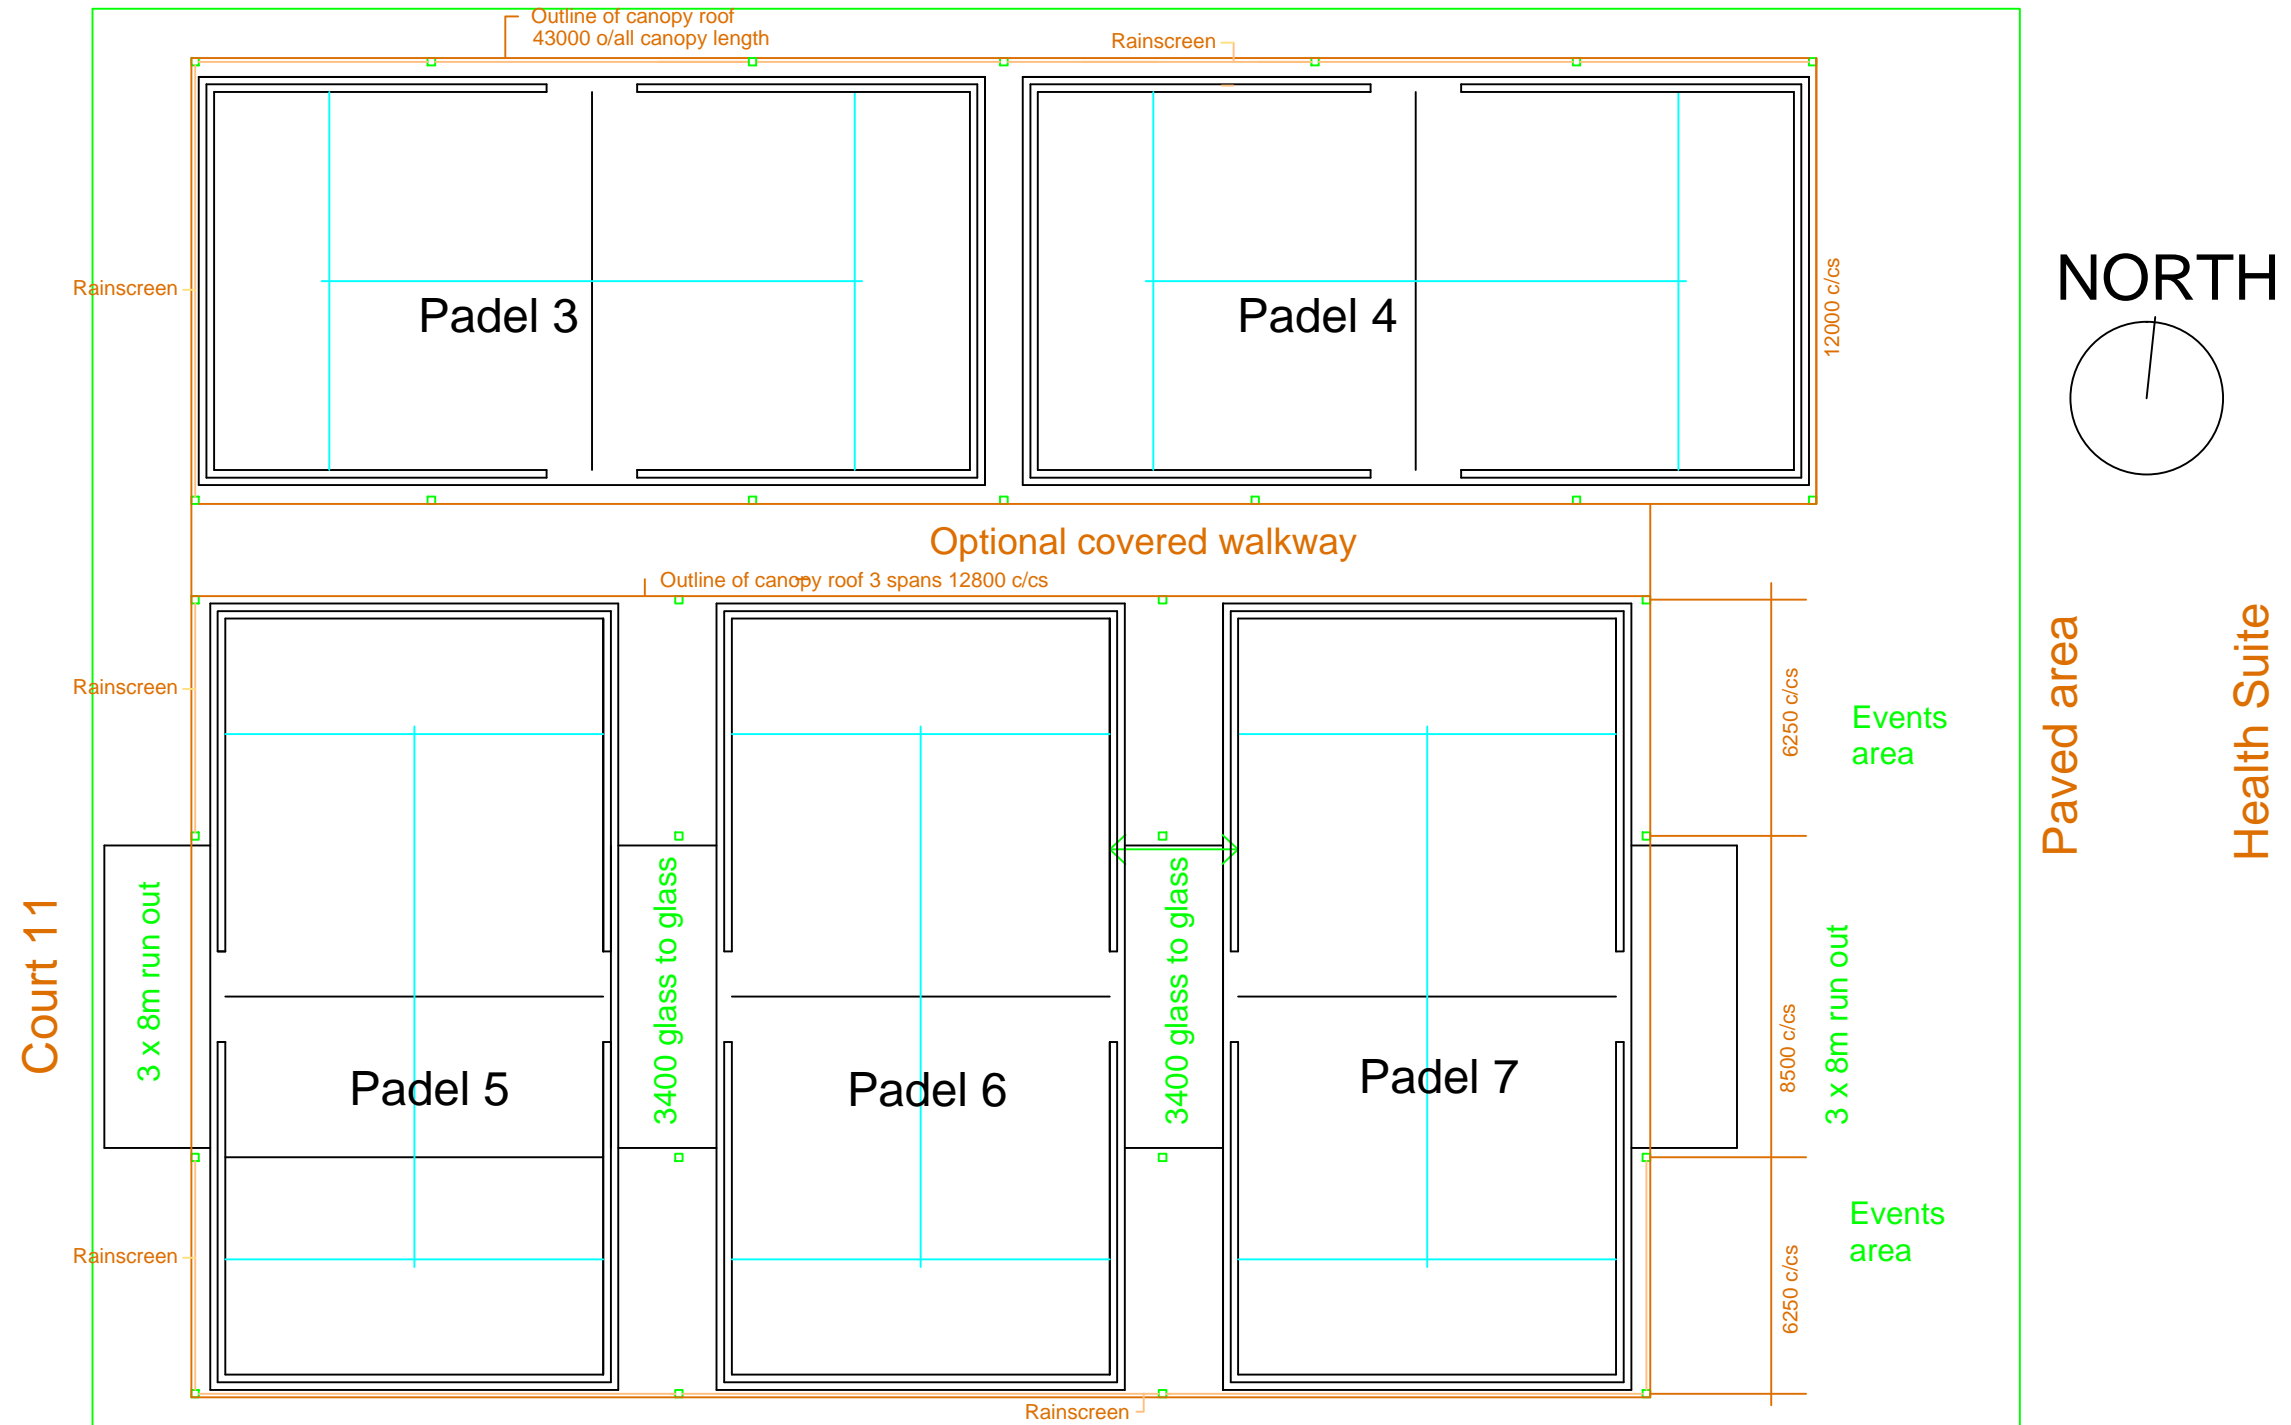 Outline of canopy roof
43000 o/all canopy length
Rainscreen
Rainscreen
Padel 3
Padel 4
12000 c/cs
NORTH
Optional covered walkway
Outline of canopy roof 3 spans 12800 c/cs
Rainscreen
6250 c/cs
Events
area
Paved area
Health Suite
Court 11
3 x 8m run out
3400 glass to glass
3400 glass to glass
8500 c/cs
3 x 8m run out
Padel 5
Padel 6
Padel 7
Rainscreen
6250 c/cs
Events
area
Rainscreen